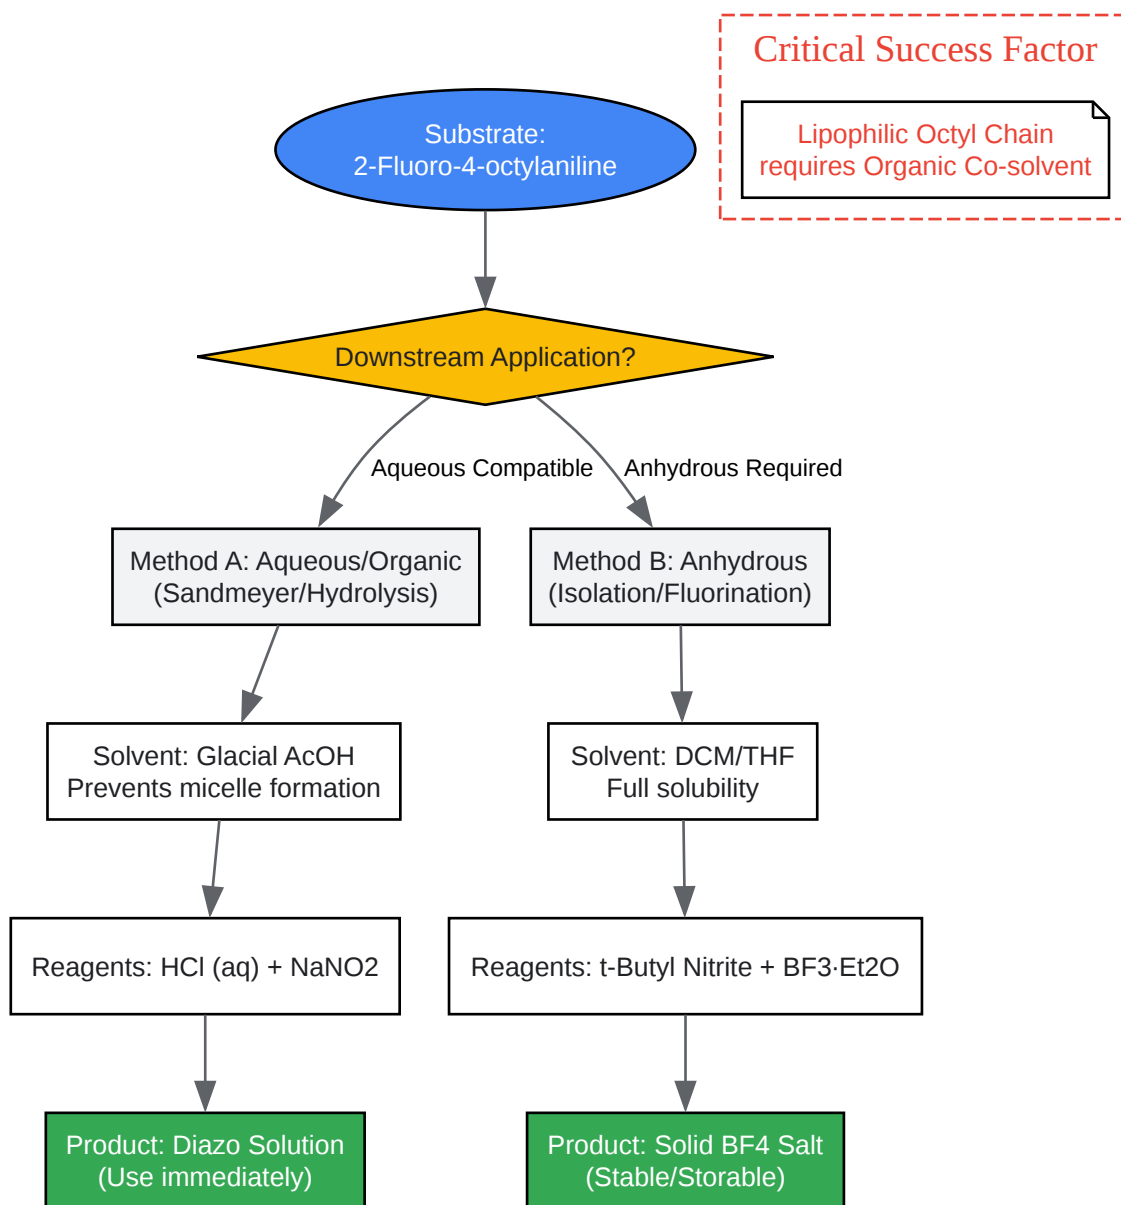 Critical Success Factor
Lipophilic Octyl Chain
requires Organic Co-solvent
Substrate:
2-Fluoro-4-octylaniline
Downstream Application?
Aqueous Compatible
Anhydrous Required
Method A: Aqueous/Organic
(Sandmeyer/Hydrolysis)
Method B: Anhydrous
(Isolation/Fluorination)
Solvent: Glacial AcOH
Prevents micelle formation
Solvent: DCM/THF
Full solubility
Reagents: HCl (aq) + NaNO2
Reagents: t-Butyl Nitrite + BF3·Et2O
Product: Diazo Solution
(Use immediately)
Product: Solid BF4 Salt
(Stable/Storable)